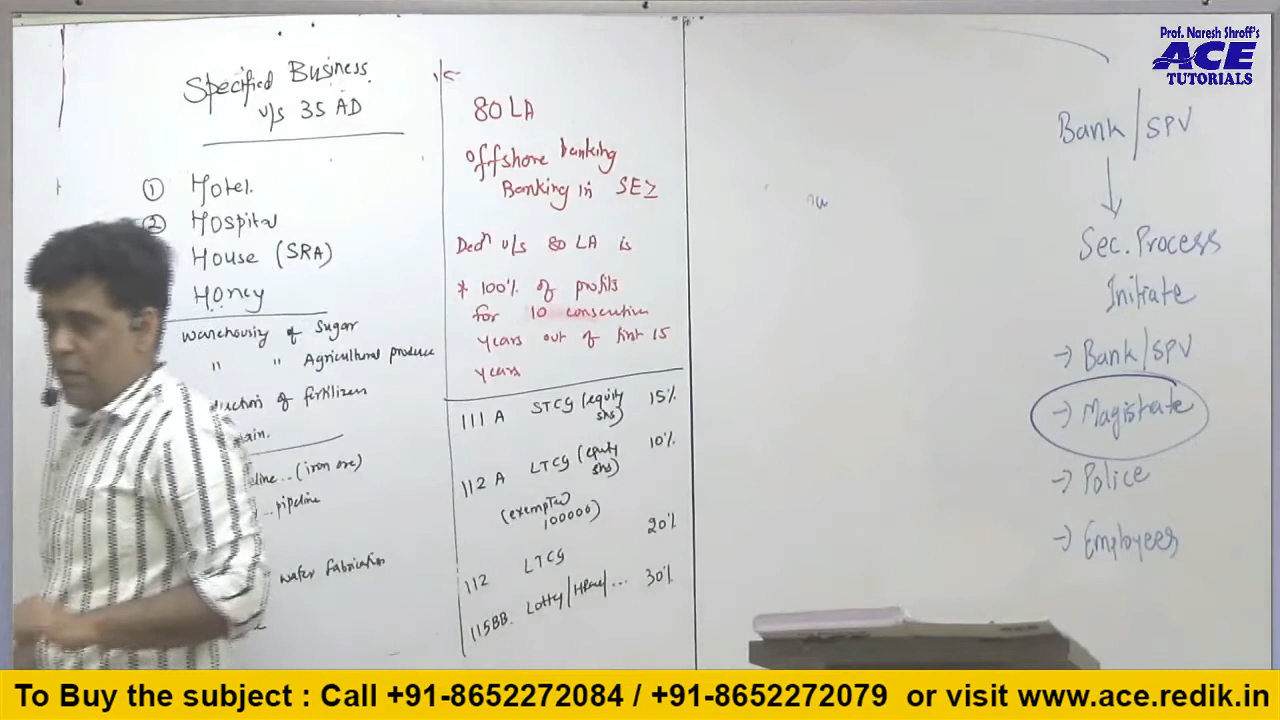 Specified Business
u/s 35 AD
① Hotel.
② Hospital
House (SRA)
Honey
Warehousing of Sugar
" " Agricultural produce
of fertilizers
...(iron ore)
...pipeline
wafer fabrication
80 LA
Offshore banking
Banking in SEZ
Dedn u/s 80 LA is
* 100% of profits
for 10 consecutive
years out of first 15
years
111 A STCG (equity shs) 15%
112 A LTCG (equity shs) 10%
(exempted 100000)
112 LTCG 20%
115BB. Lottery/HRace/... 30%
Bank/SPV
Sec. Process
Initiate
→ Bank/SPV
→ Magistrate
→ Police
→ Employees
Prof. Naresh Shroff's
ACE
TUTORIALS
To Buy the subject : Call +91-8652272084 / +91-8652272079 or visit www.ace.redik.in